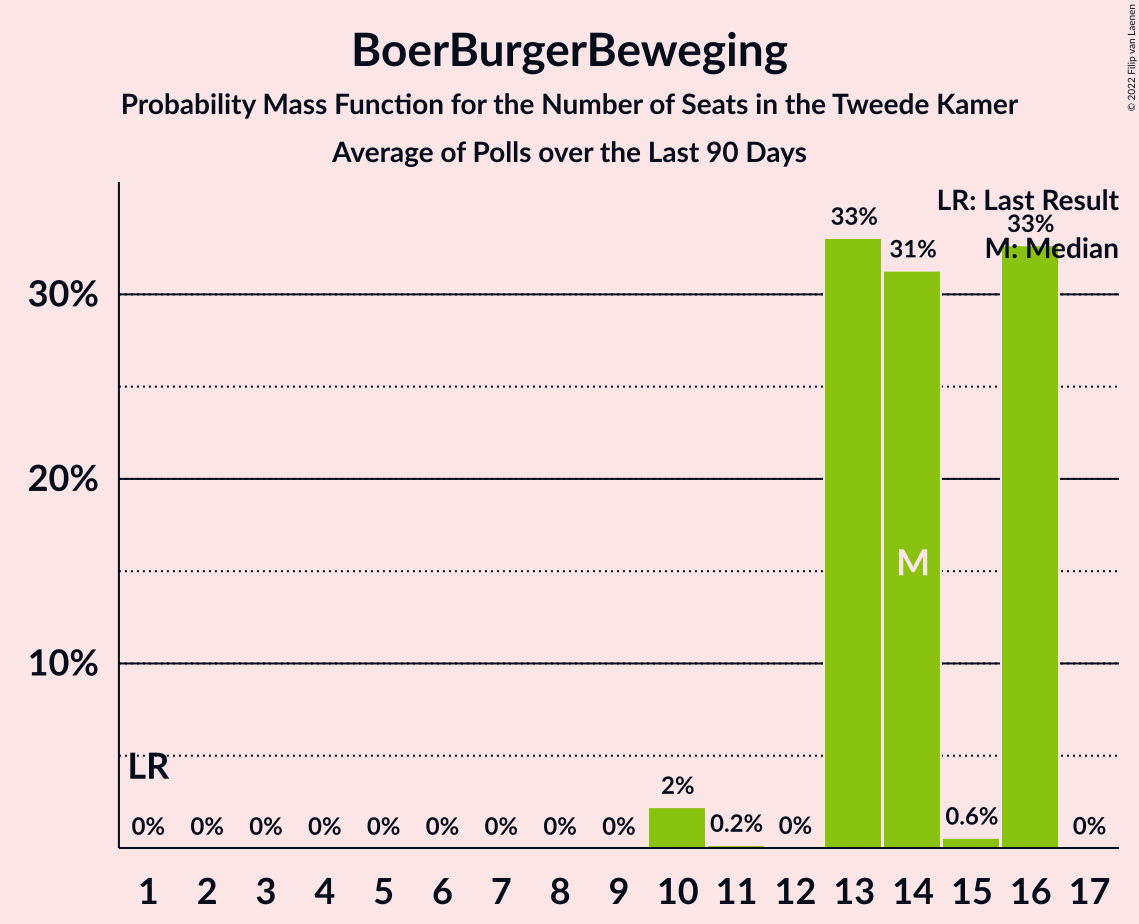 BoerBurgerBeweging
Probability Mass Function for the Number of Seats in the Tweede Kamer
Average of Polls over the Last 90 Days
© 2022 Filip van Laenen
LR: Last Result
M: Median
33%
31%
33%
30%
20%
10%
M
LR
0% 0% 0% 0% 0% 0% 0% 0% 0% 2% 0.2% 0% 0.6% 0%
1 2 3 4 5 6 7 8 9 10 11 12 13 14 15 16 17